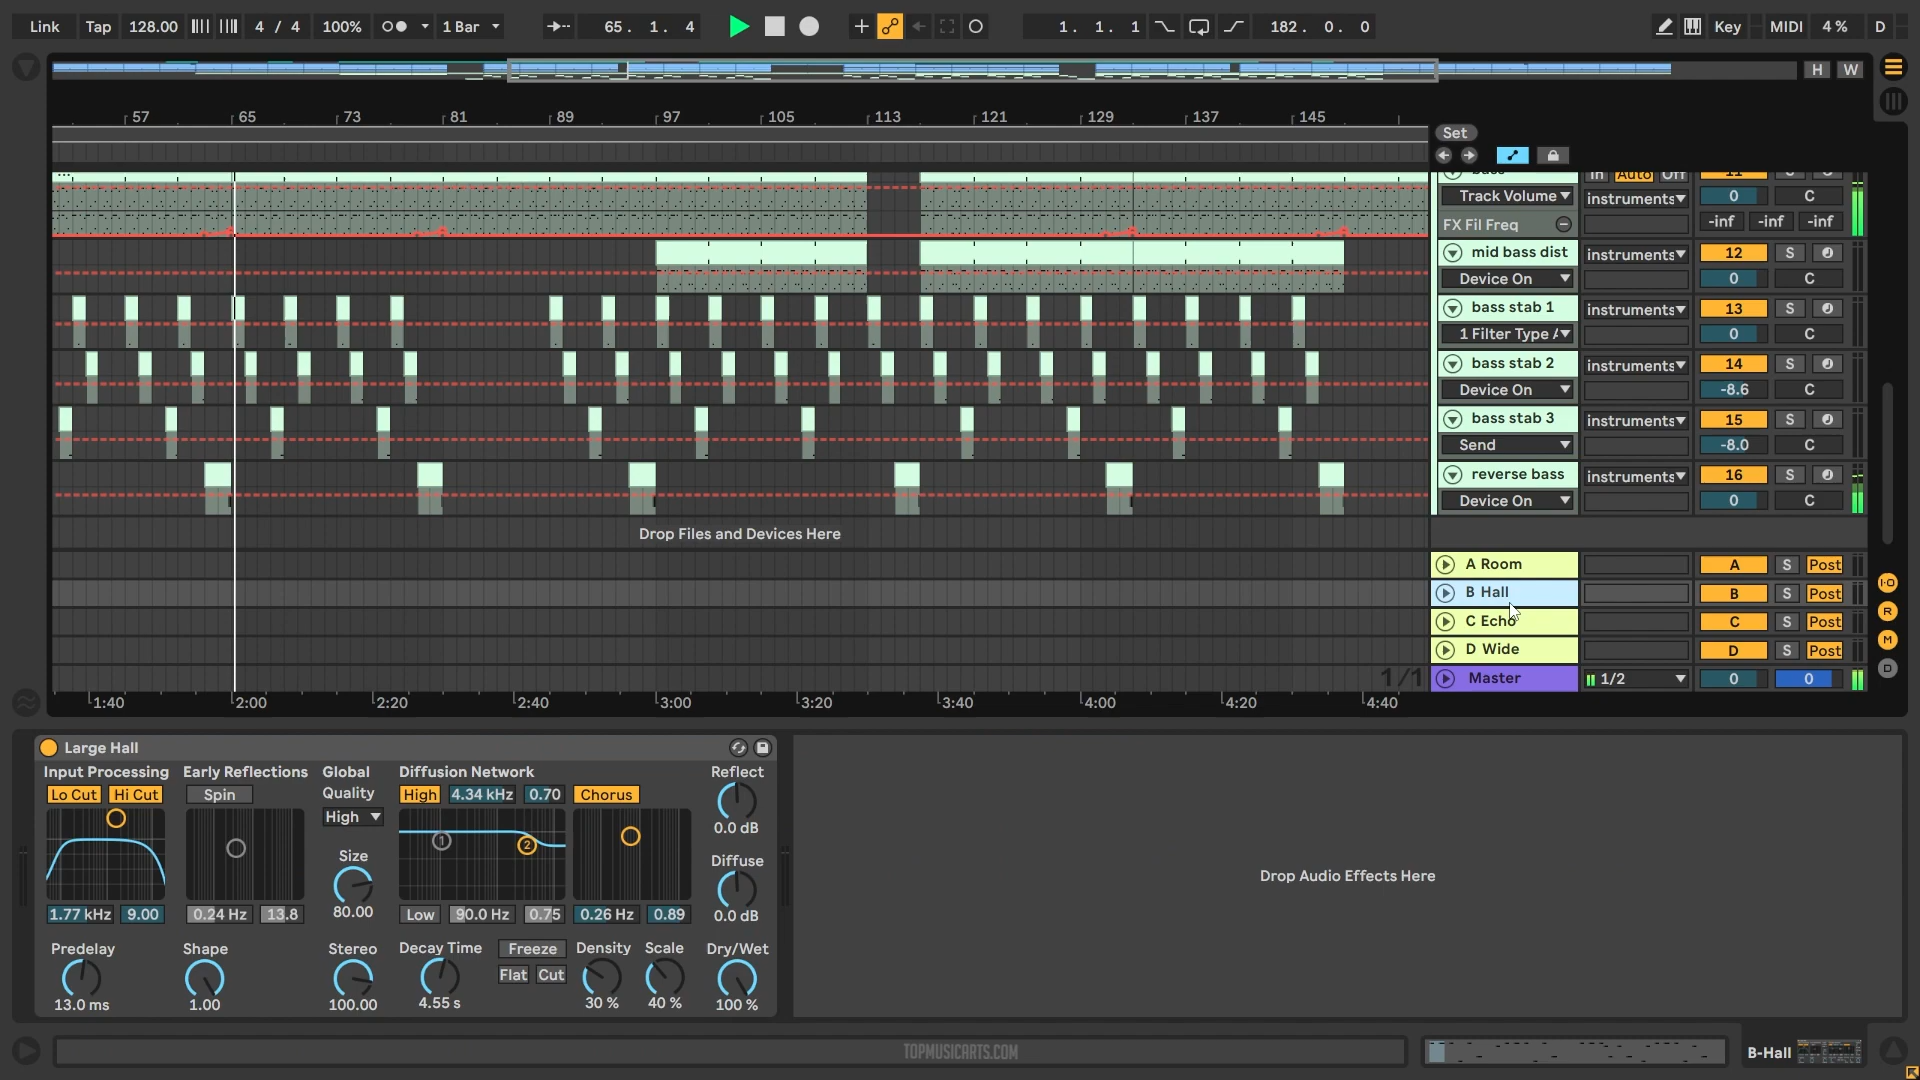 Link Tap 128.00 4 / 4 100% 1 Bar 65. 1. 4 1. 1. 1 182. 0. 0 Key MIDI 4 % D
H W
57 65 73 81 89 97 105 113 121 129 137 145
Set
In Auto Off 11 S
Track Volume instruments 0 C
FX Fil Freq -inf -inf -inf
mid bass dist instruments 12 S
Device On 0 C
bass stab 1 instruments 13 S
1 Filter Type 0 C
bass stab 2 instruments 14 S
Device On -8.6 C
bass stab 3 instruments 15 S
Send -8.0 C
reverse bass instruments 16 S
Device On 0 C
Drop Files and Devices Here
A Room A S Post
B Hall B S Post
C Echo C S Post
D Wide D S Post
1/1 Master 1/2 0 0
I·O
R
M
D
1:40 2:00 2:20 2:40 3:00 3:20 3:40 4:00 4:20 4:40
Large Hall
Input Processing Early Reflections Global Diffusion Network Reflect
Lo Cut Hi Cut Spin Quality High 4.34 kHz 0.70 Chorus
High 0.0 dB
1 2
Size Diffuse
80.00 0.0 dB
1.77 kHz 9.00 0.24 Hz 13.8 Low 90.0 Hz 0.75 0.26 Hz 0.89
Predelay Shape Stereo Decay Time Freeze Density Scale Dry/Wet
Flat Cut
13.0 ms 1.00 100.00 4.55 s 30 % 40 % 100 %
Drop Audio Effects Here
TOPMUSICARTS.COM
B-Hall